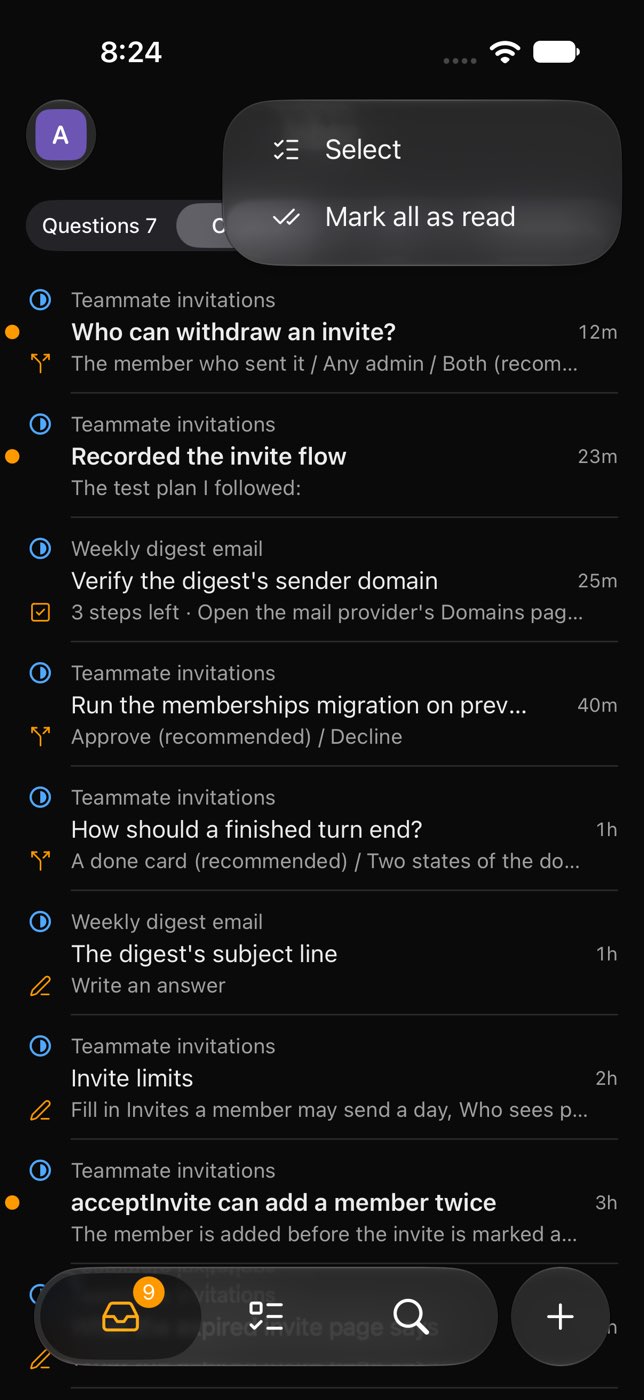 8:24
A
Select
Mark all as read
Questions 7
Teammate invitations
Who can withdraw an invite?
12m
The member who sent it / Any admin / Both (recom...
Teammate invitations
Recorded the invite flow
23m
The test plan I followed:
Weekly digest email
Verify the digest's sender domain
25m
3 steps left · Open the mail provider's Domains pag...
Teammate invitations
Run the memberships migration on prev...
40m
Approve (recommended) / Decline
Teammate invitations
How should a finished turn end?
1h
A done card (recommended) / Two states of the do...
Weekly digest email
The digest's subject line
1h
Write an answer
Teammate invitations
Invite limits
2h
Fill in Invites a member may send a day, Who sees p...
Teammate invitations
acceptInvite can add a member twice
3h
The member is added before the invite is marked a...
9